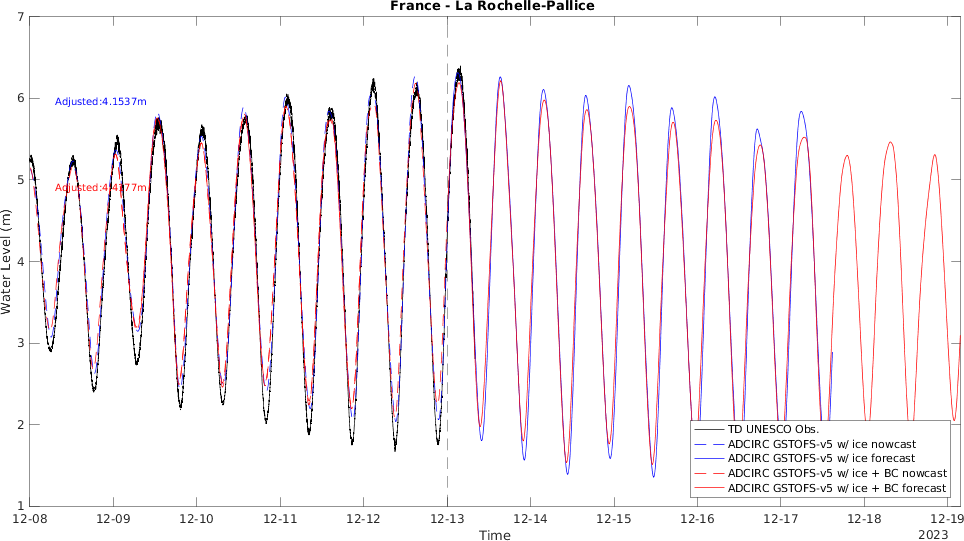 France - La Rochelle-Pallice
Water Level (m)
7
6
5
4
3
2
1
Adjusted:4.1537m
Adjusted:4.4177m
TD UNESCO Obs.
ADCIRC GSTOFS-v5 w/ ice nowcast
ADCIRC GSTOFS-v5 w/ ice forecast
ADCIRC GSTOFS-v5 w/ ice + BC nowcast
ADCIRC GSTOFS-v5 w/ ice + BC forecast
12-08 12-09 12-10 12-11 12-12 12-13 12-14 12-15 12-16 12-17 12-18 12-19
Time
2023